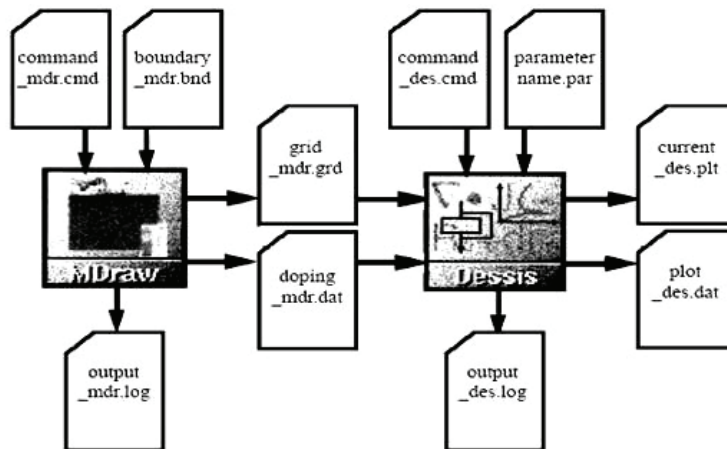 command
_mdr.cmd
boundary
_mdr.bnd
command
_des.cmd
parameter
name.par
grid
_mdr.grd
current
_des.plt
MDraw
Dessis
doping
_mdr.dat
plot
_des.dat
output
_mdr.log
output
_des.log